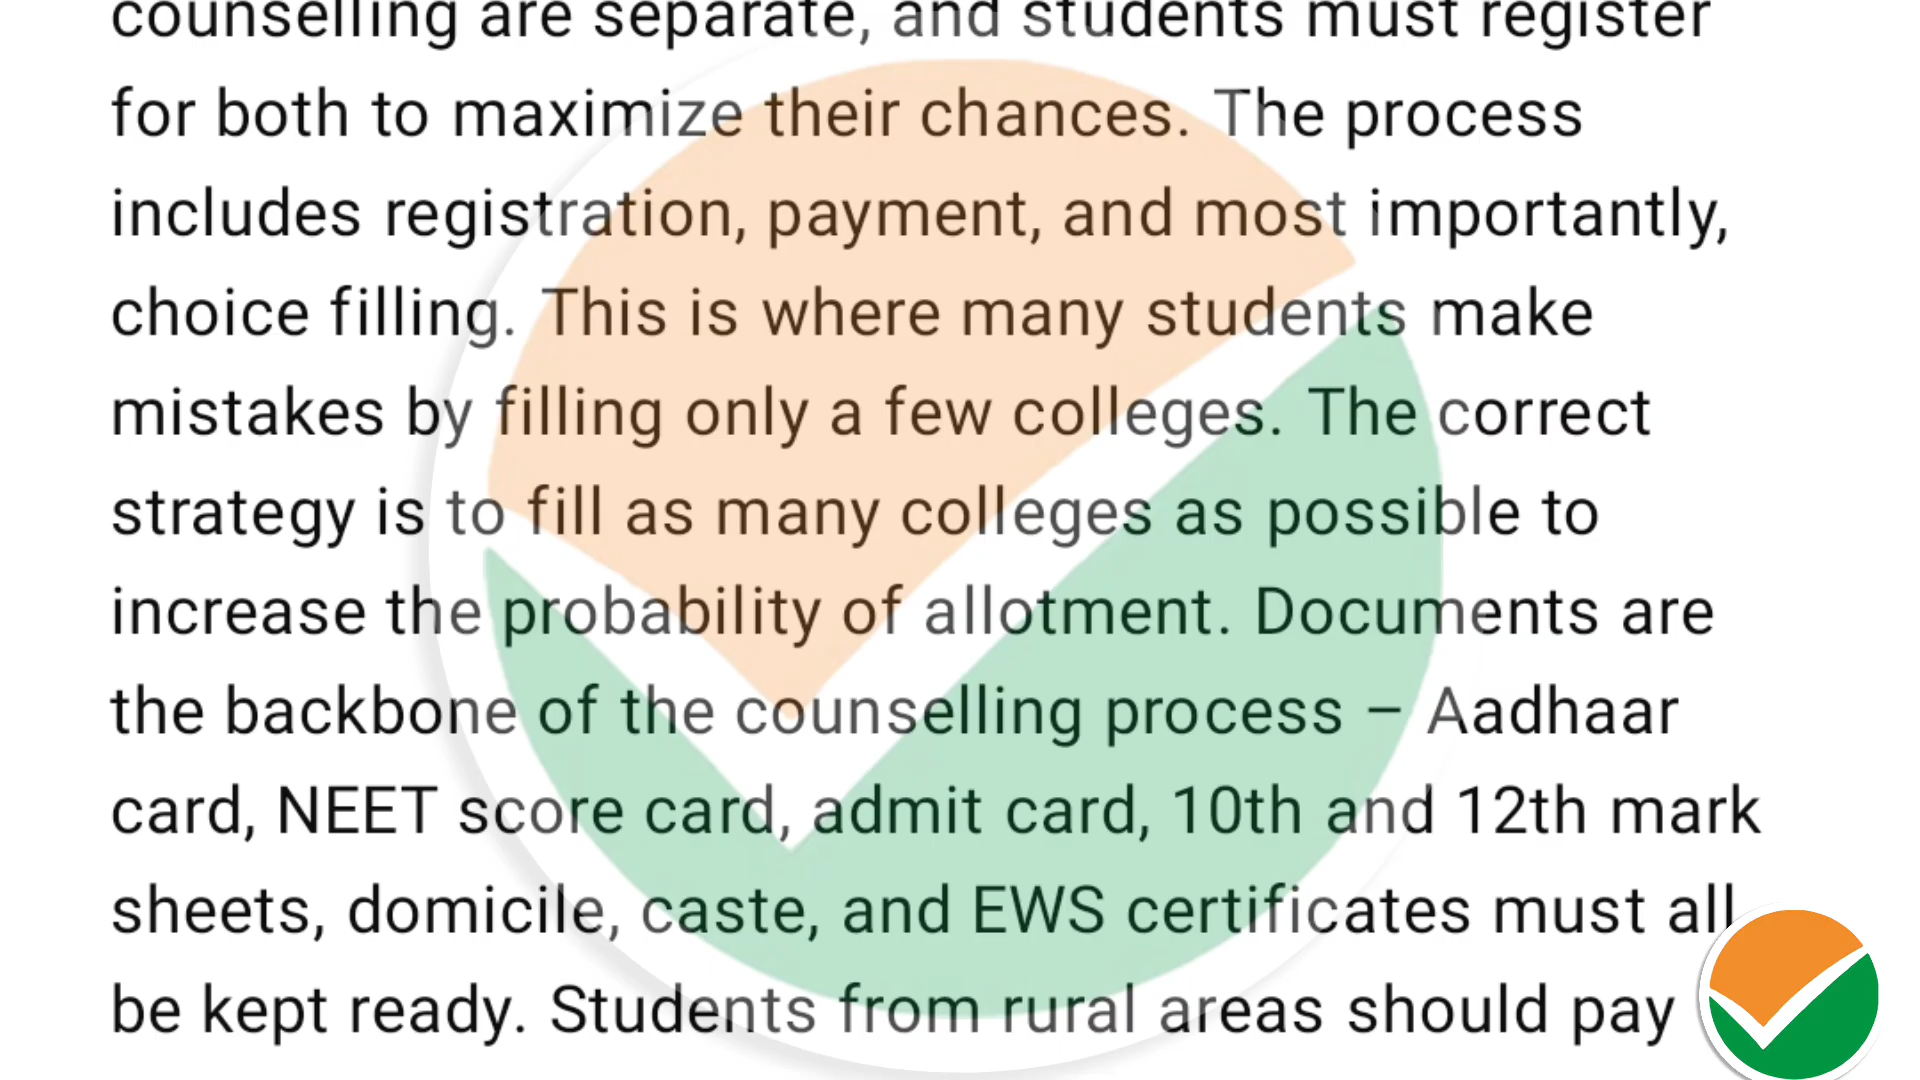 counselling are separate, and students must register
for both to maximize their chances. The process
includes registration, payment, and most importantly,
choice filling. This is where many students make
mistakes by filling only a few colleges. The correct
strategy is to fill as many colleges as possible to
increase the probability of allotment. Documents are
the backbone of the counselling process – Aadhaar
card, NEET score card, admit card, 10th and 12th mark
sheets, domicile, caste, and EWS certificates must all
be kept ready. Students from rural areas should pay